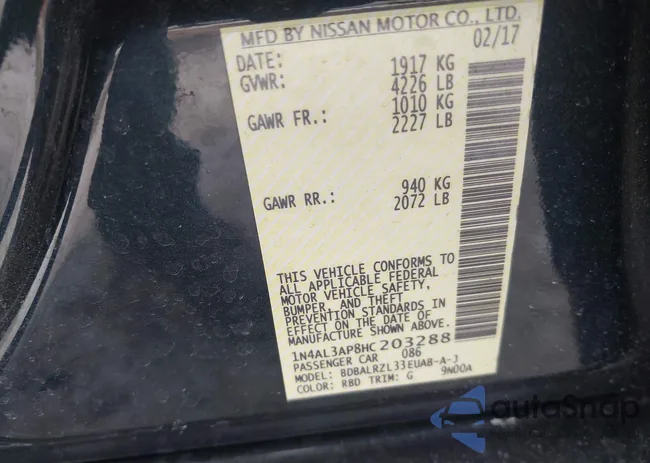 MFD BY NISSAN MOTOR CO., LTD.
DATE: 02/17
GVWR: 1917 KG
4226 LB
GAWR FR.: 1010 KG
2227 LB
GAWR RR.: 940 KG
2072 LB
THIS VEHICLE CONFORMS TO
ALL APPLICABLE FEDERAL
MOTOR VEHICLE SAFETY,
BUMPER, AND THEFT
PREVENTION STANDARDS IN
EFFECT ON THE DATE OF
MANUFACTURE SHOWN ABOVE.
1N4AL3AP8HC203288
PASSENGER CAR 086
MODEL: BDBALRZL33EUAB-A-J
COLOR: RBD TRIM: G 9N00A
autoSnap